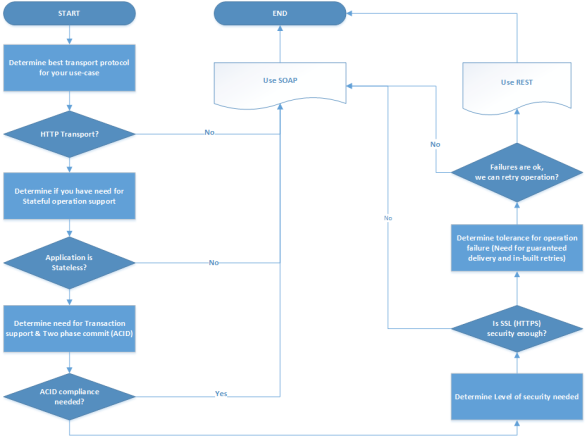 START
Determine best transport protocol
for your use-case
HTTP Transport?
No
Determine if you have need for
Stateful operation support
Application is
Stateless?
No
Determine need for Transaction
support & Two phase commit (ACID)
ACID compliance
needed?
Yes
END
Use SOAP
Use REST
No
Failures are ok,
we can retry operation?
No
Determine tolerance for operation
failure (Need for guaranteed
delivery and in-built retries)
Is SSL (HTTPS)
security enough?
Determine Level of security needed